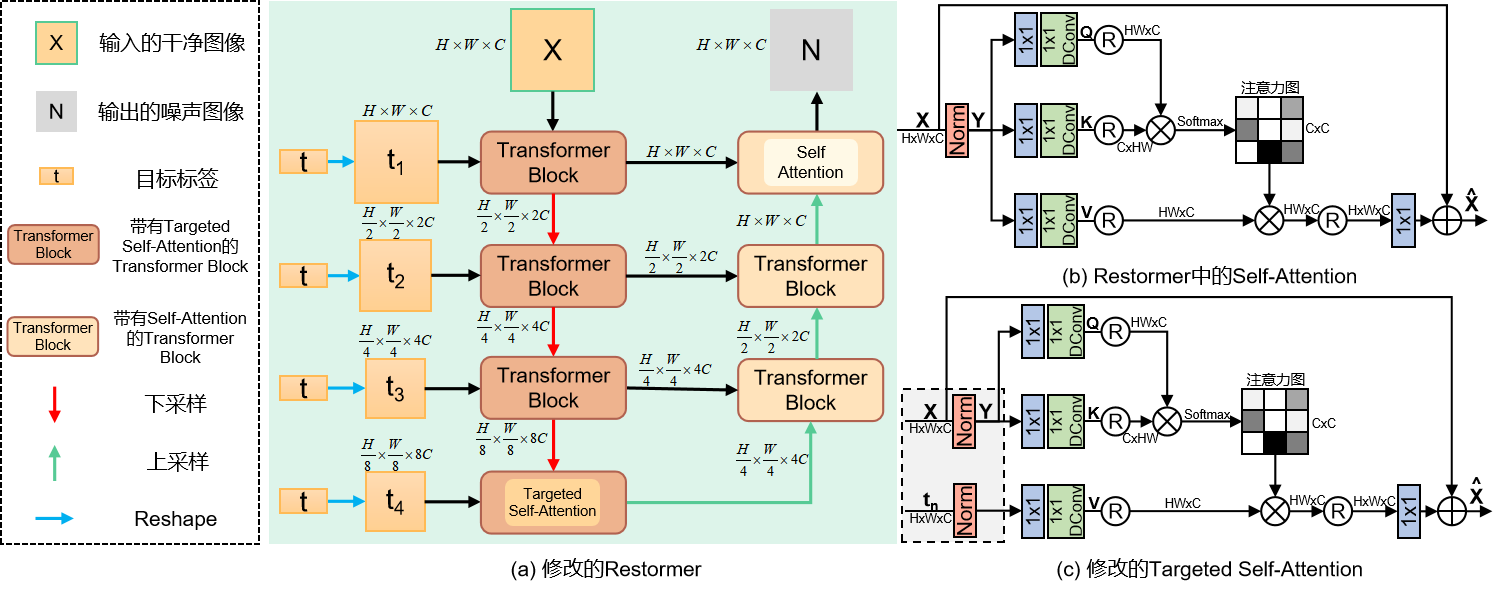 X
输入的干净图像
N
输出的噪声图像
t
目标标签
Transformer
Block
带有Targeted
Self-Attention的
Transformer Block
Transformer
Block
带有Self-Attention
的Transformer
Block
下采样
上采样
Reshape
H×W×C
X
H×W×C
N
H×W×C
t
t1
Transformer
Block
H×W×C
Self
Attention
H/2×W/2×2C
H/2×W/2×2C
H×W×C
t
t2
Transformer
Block
H/2×W/2×2C
Transformer
Block
H/4×W/4×4C
H/4×W/4×4C
H/2×W/2×2C
t
t3
Transformer
Block
H/4×W/4×4C
Transformer
Block
H/8×W/8×8C
H/8×W/8×8C
H/4×W/4×4C
t
t4
Targeted
Self-Attention
(a) 修改的Restormer
X
HxWxC
Norm
Y
1x1
1x1
DConv
Q
R
HWxC
1x1
1x1
DConv
K
R
CxHW
Softmax
注意力图
CxC
1x1
1x1
DConv
V
R
HWxC
HWxC
R
HxWxC
1x1
X̂
(b) Restormer中的Self-Attention
X
HxWxC
Norm
Y
tn
HxWxC
Norm
1x1
1x1
DConv
Q
R
HWxC
1x1
1x1
DConv
K
R
CxHW
Softmax
注意力图
CxC
1x1
1x1
DConv
V
R
HWxC
HWxC
R
HxWxC
1x1
X̂
(c) 修改的Targeted Self-Attention